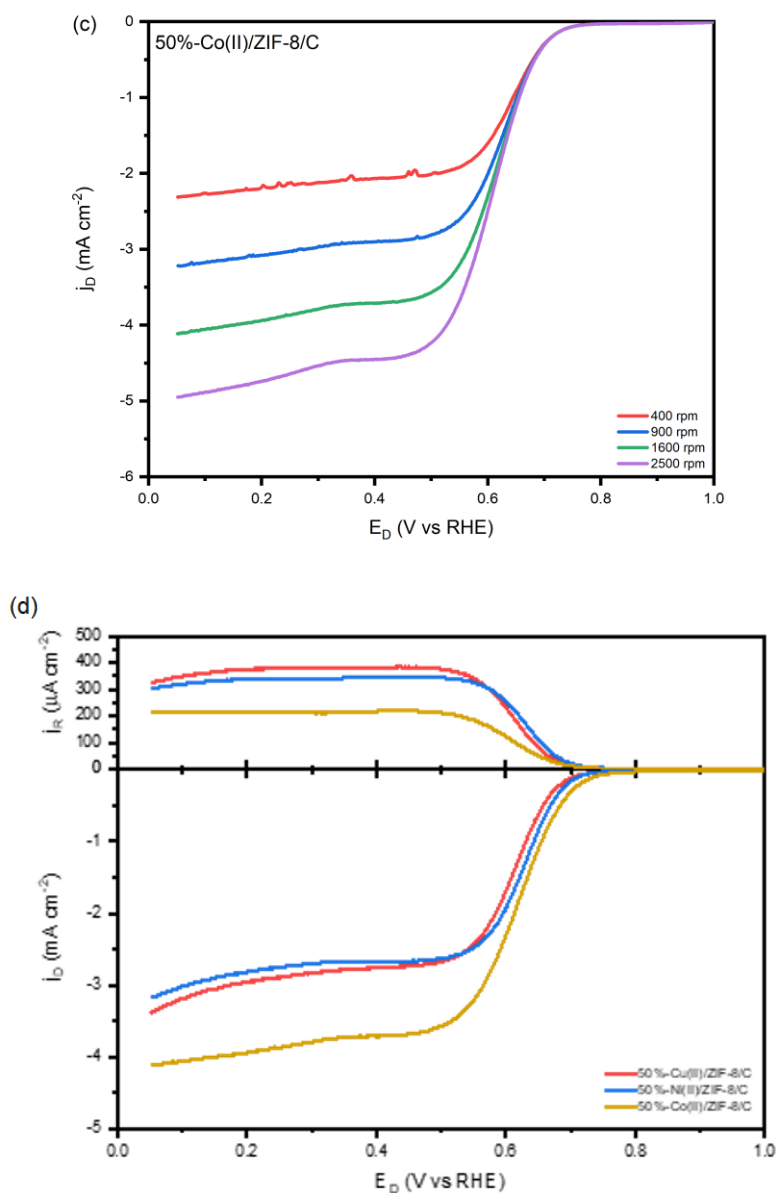 (c)
50%-Co(II)/ZIF-8/C
0
-1
-2
-3
-4
-5
-6
j_D (mA cm⁻²)
400 rpm
900 rpm
1600 rpm
2500 rpm
0.0 0.2 0.4 0.6 0.8 1.0
E_D (V vs RHE)
(d)
500
400
300
200
100
0
j_R (μA cm⁻²)
-1
-2
-3
-4
-5
j_D (mA cm⁻²)
50%-Cu(II)/ZIF-8/C
50%-Ni(II)/ZIF-8/C
50%-Co(II)/ZIF-8/C
0.0 0.2 0.4 0.6 0.8 1.0
E_D (V vs RHE)